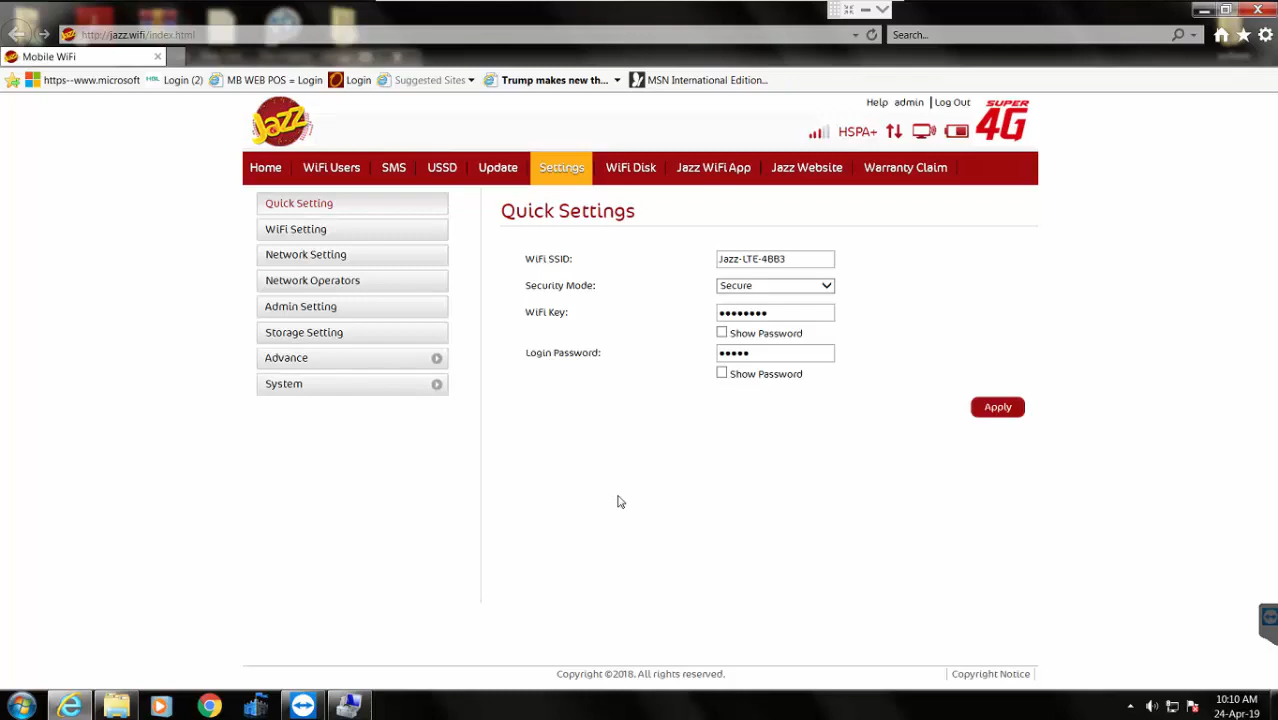 http://jazz.wifi/index.html
Search...
Mobile WiFi
https--www.microsoft
HBL Login (2)
MB WEB POS = Login
Login
Suggested Sites
Trump makes new th...
MSN International Edition...
Jazz
Help admin | Log Out
HSPA+
SUPER
4G
Home
WiFi Users
SMS
USSD
Update
Settings
WiFi Disk
Jazz WiFi App
Jazz Website
Warranty Claim
Quick Setting
WiFi Setting
Network Setting
Network Operators
Admin Setting
Storage Setting
Advance
System
Quick Settings
WiFi SSID: Jazz-LTE-4BB3
Security Mode: Secure
WiFi Key: ••••••••
Show Password
Login Password: •••••
Show Password
Apply
Copyright ©2018. All rights reserved.
| Copyright Notice |
10:10 AM
24-Apr-19